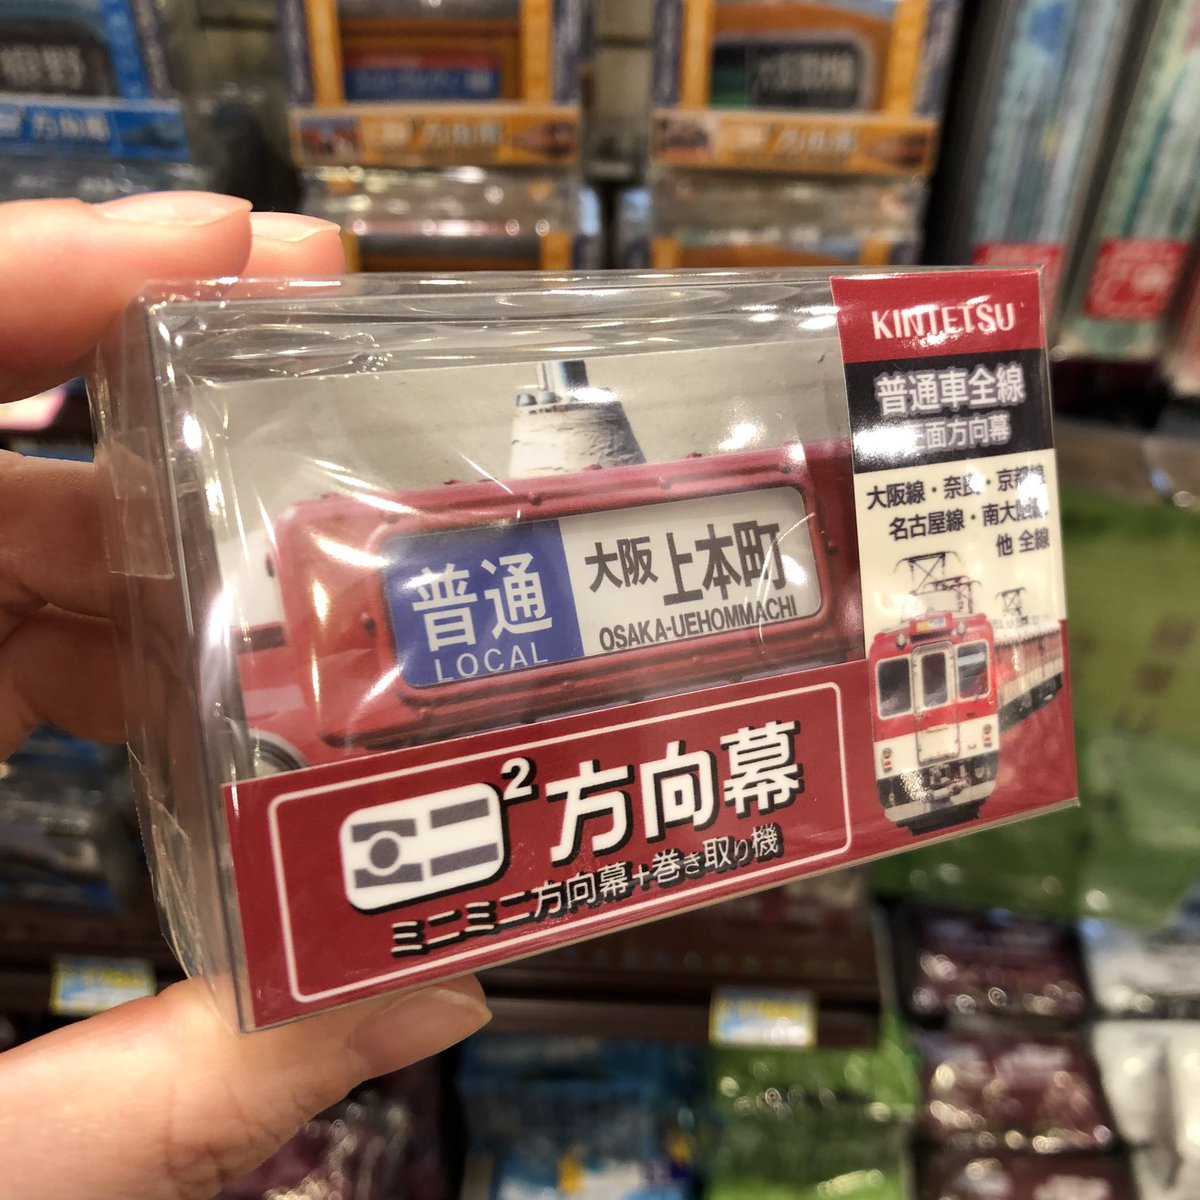 KINTETSU
普通車全線
正面方向幕
大阪線・奈良・京都線
名古屋線・南大阪線
他 全線
普通
LOCAL
大阪上本町
OSAKA-UEHOMMACHI
2方向幕
ミニミニ方向幕+巻き取り機